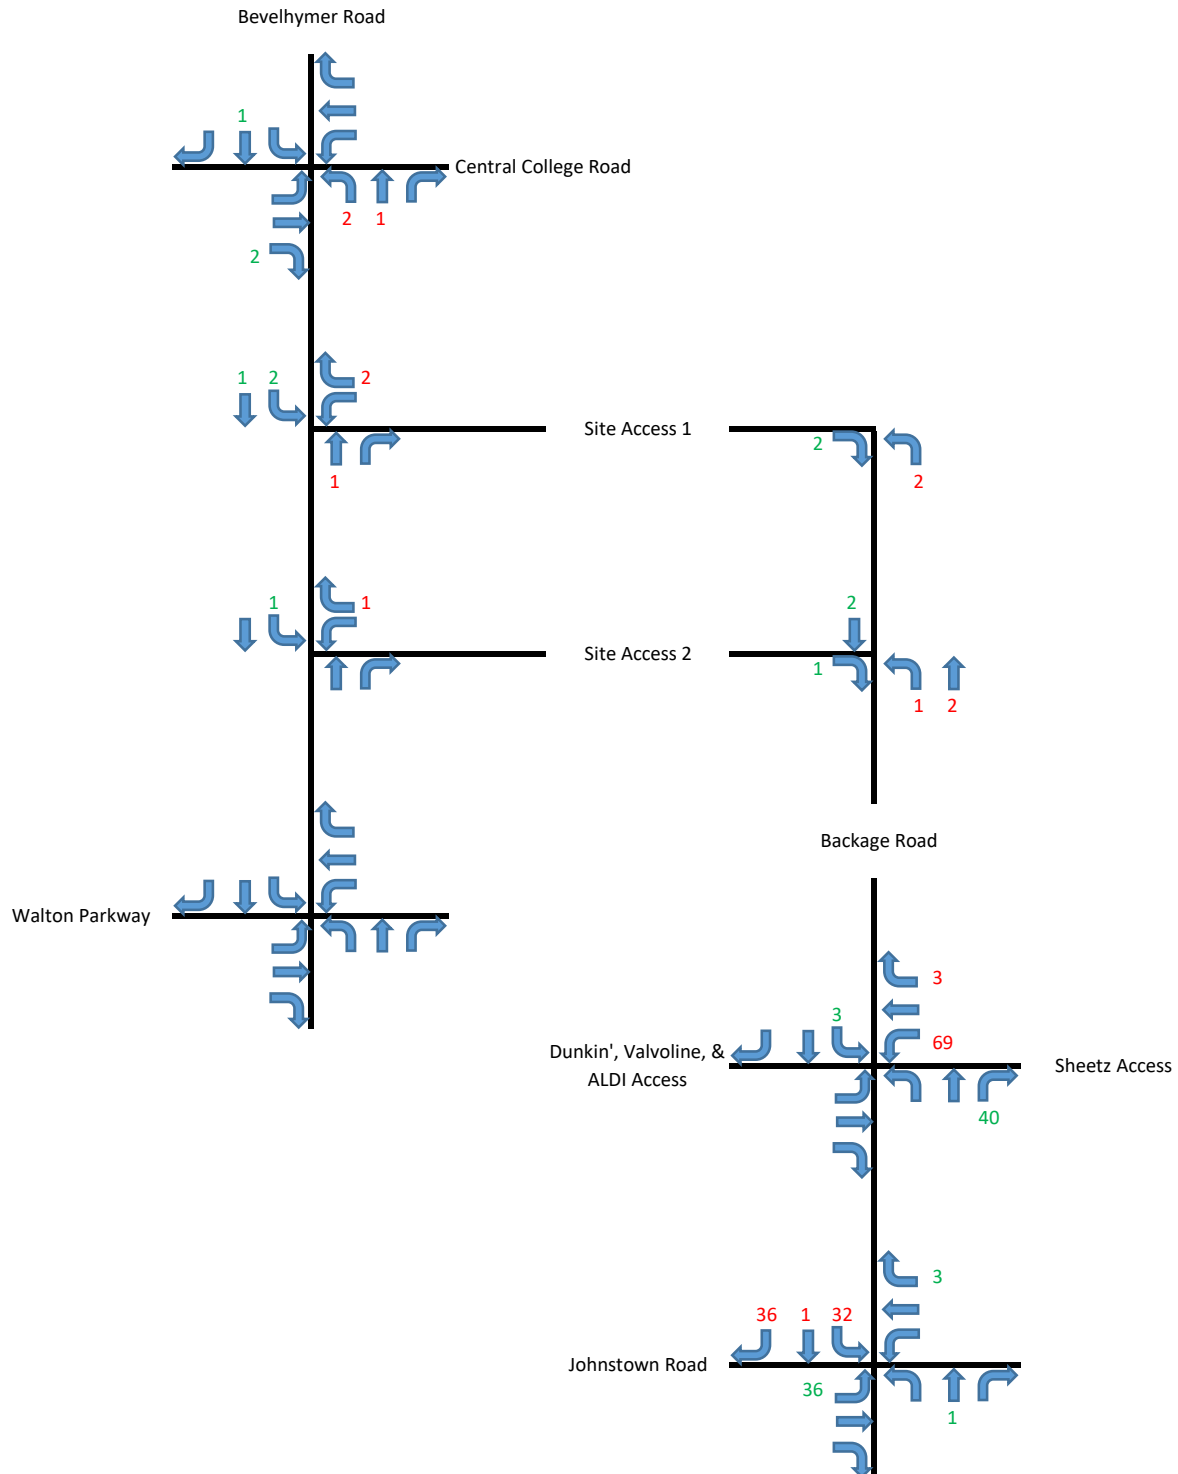 Bevelhymer Road
1
Central College Road
2 1
2
1 2 2
Site Access 1
2
1
2
1 1
2
Site Access 2
1
1 2
Backage Road
Walton Parkway
3
3
69
Dunkin', Valvoline, &
ALDI Access
Sheetz Access
40
3
36 1 32
Johnstown Road
36
1